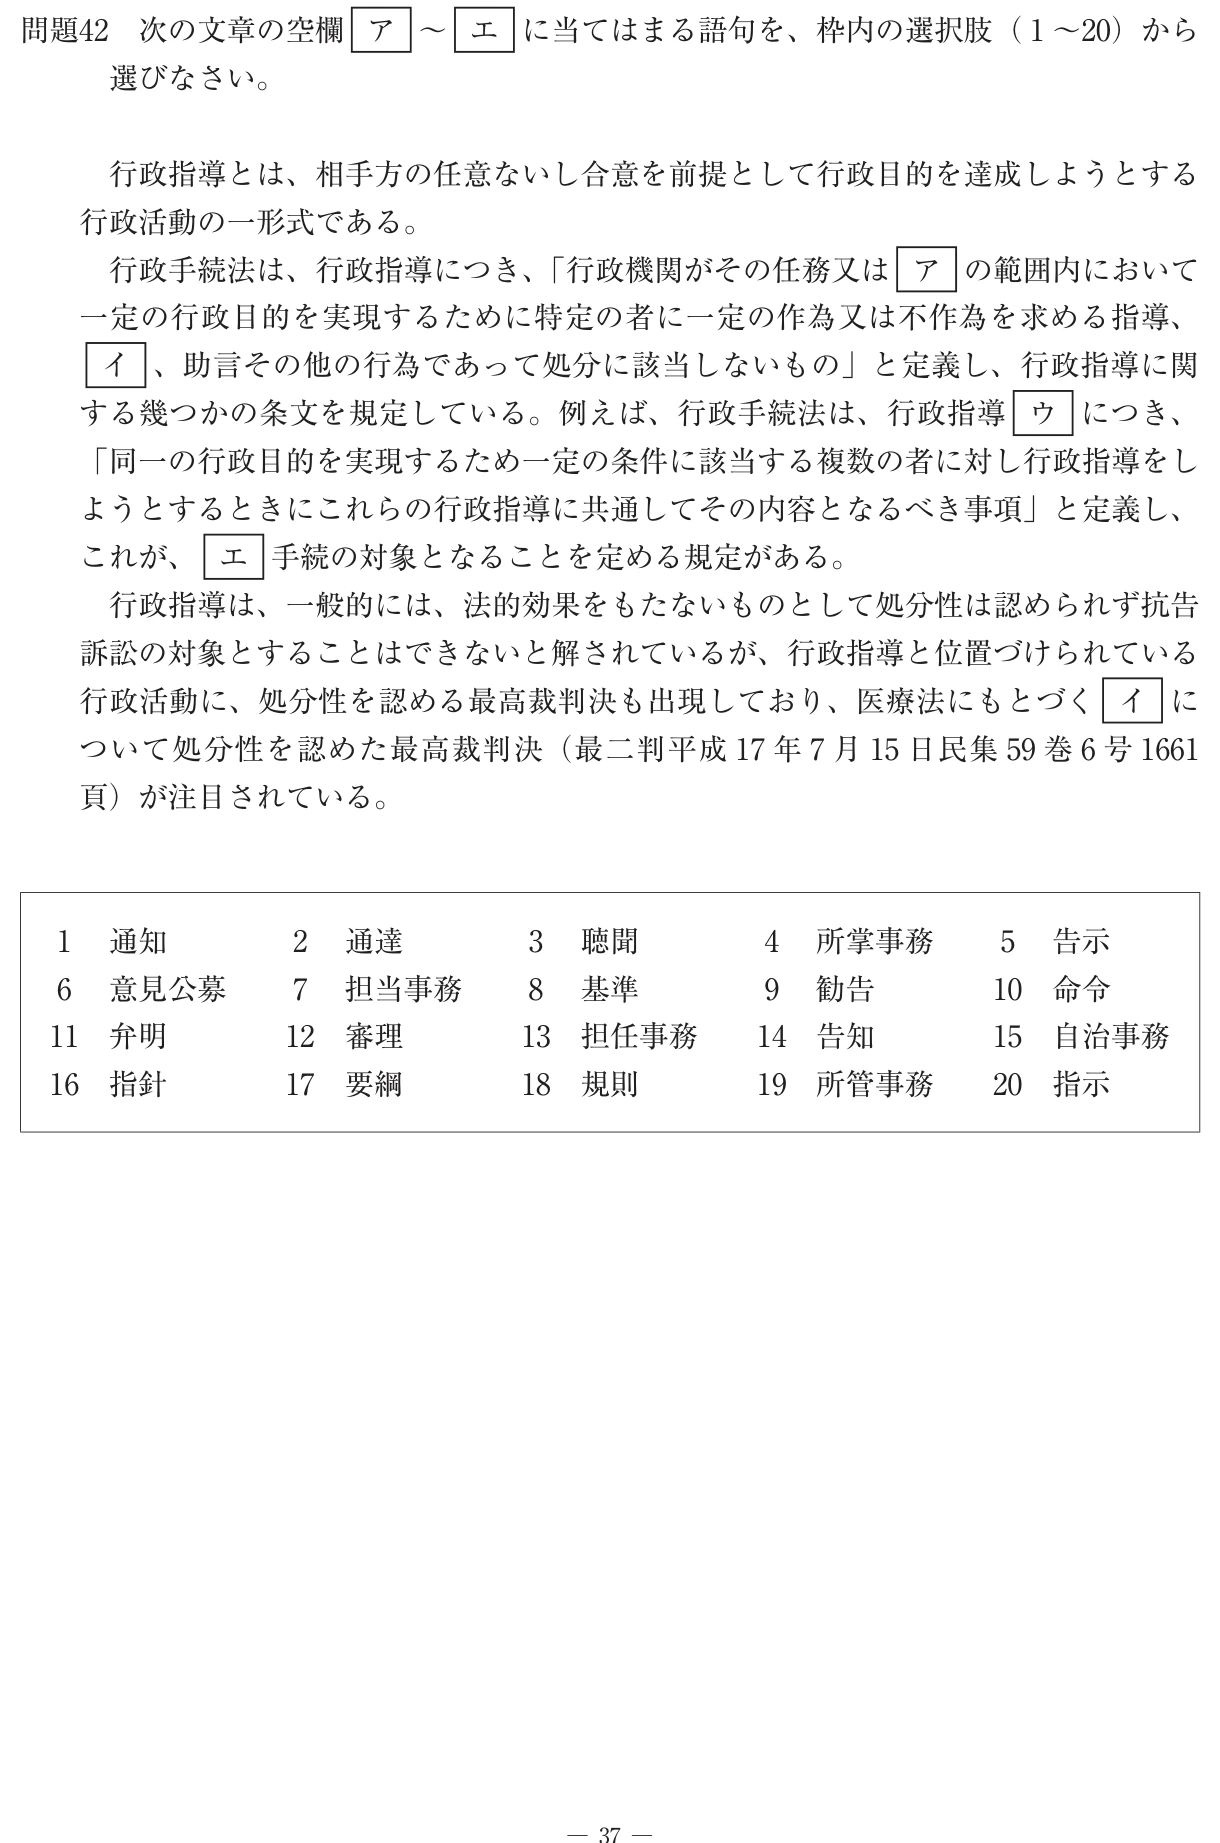 問題42　次の文章の空欄 ア ～ エ に当てはまる語句を、枠内の選択肢（1～20）から
選びなさい。
行政指導とは、相手方の任意ないし合意を前提として行政目的を達成しようとする
行政活動の一形式である。
行政手続法は、行政指導につき、「行政機関がその任務又は ア の範囲内において
一定の行政目的を実現するために特定の者に一定の作為又は不作為を求める指導、
イ 、助言その他の行為であって処分に該当しないもの」と定義し、行政指導に関
する幾つかの条文を規定している。例えば、行政手続法は、行政指導 ウ につき、
「同一の行政目的を実現するため一定の条件に該当する複数の者に対し行政指導をし
ようとするときにこれらの行政指導に共通してその内容となるべき事項」と定義し、
これが、 エ 手続の対象となることを定める規定がある。
行政指導は、一般的には、法的効果をもたないものとして処分性は認められず抗告
訴訟の対象とすることはできないと解されているが、行政指導と位置づけられている
行政活動に、処分性を認める最高裁判決も出現しており、医療法にもとづく イ に
ついて処分性を認めた最高裁判決（最二判平成17年7月15日民集59巻6号1661
頁）が注目されている。
1　通知　2　通達　3　聴聞　4　所掌事務　5　告示
6　意見公募　7　担当事務　8　基準　9　勧告　10　命令
11　弁明　12　審理　13　担任事務　14　告知　15　自治事務
16　指針　17　要綱　18　規則　19　所管事務　20　指示
― 37 ―